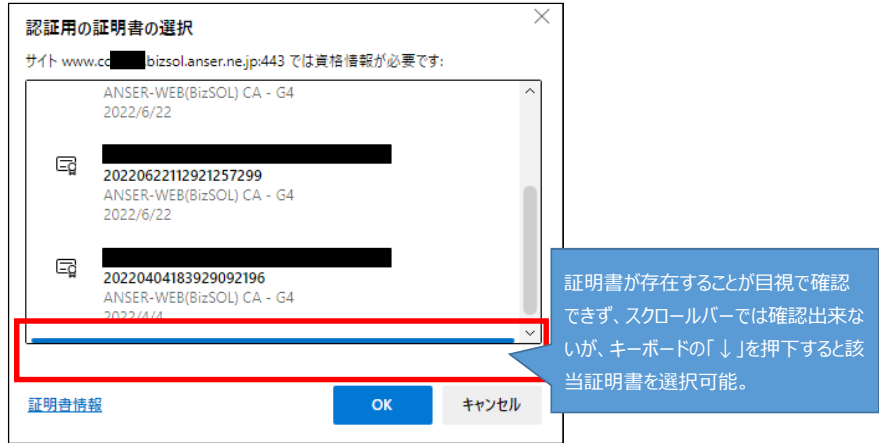 認証用の証明書の選択
サイト www.cc bizsol.anser.ne.jp:443 では資格情報が必要です:
ANSER-WEB(BizSOL) CA - G4
2022/6/22
20220622112921257299
ANSER-WEB(BizSOL) CA - G4
2022/6/22
20220404183929092196
ANSER-WEB(BizSOL) CA - G4
2022/4/4
証明書が存在することが目視で確認
できず、スクロールバーでは確認出来な
いが、キーボードの「↓」を押下すると該
当証明書を選択可能。
証明書情報
OK
キャンセル